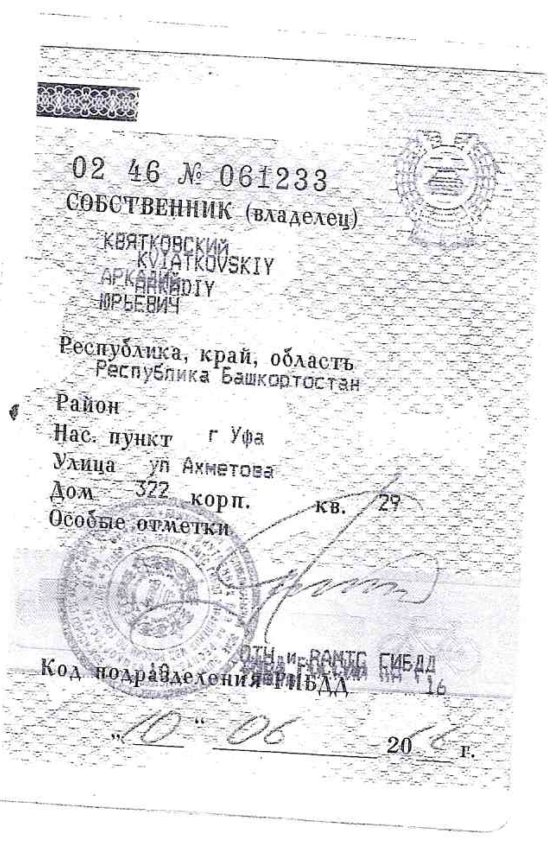 02 46 № 061233
СОБСТВЕННИК (владелец)
КВЯТКОВСКИЙ
KVIATKOVSKIY
АРКАДИЙ
ARKADIY
ЮРЬЕВИЧ
Республика, край, область
Республика Башкортостан
Район
Нас. пункт г Уфа
Улица ул Ахметова
Дом 322 корп. кв. 29
Особые отметки
ОТН и РАМТС ГИБДД
Код подразделения ГИБДД 16
„10“ 06 20 г.